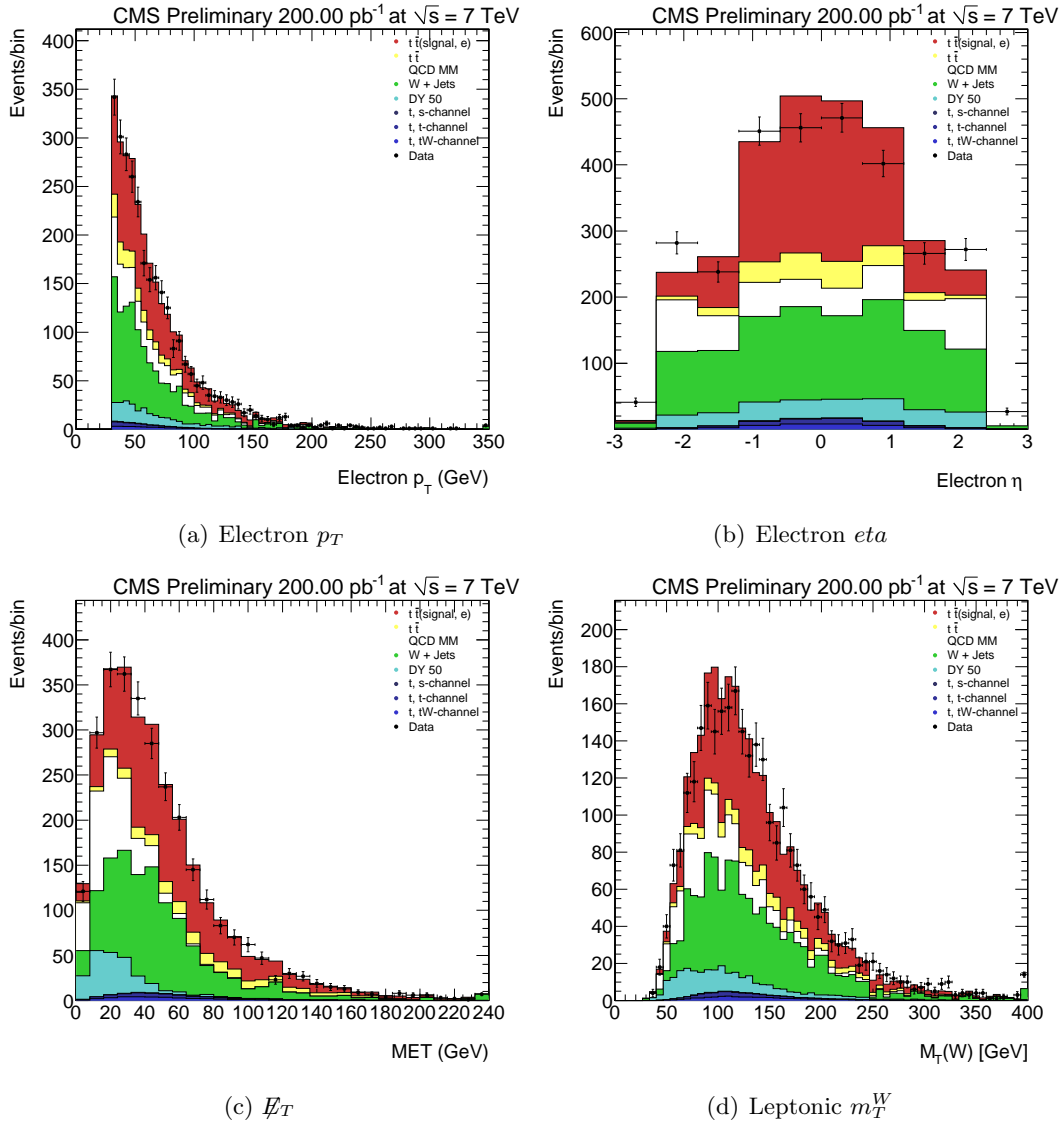 CMS Preliminary 200.00 pb⁻¹ at √s = 7 TeV
Events/bin
400
350
300
250
200
150
100
50
0
t t̄(signal, e)
t t̄
QCD MM
W + Jets
DY 50
t, s-channel
t, t-channel
t, tW-channel
Data
0 50 100 150 200 250 300 350
Electron p_T (GeV)
(a) Electron p_T
CMS Preliminary 200.00 pb⁻¹ at √s = 7 TeV
Events/bin
600
500
400
300
200
100
t t̄(signal, e)
t t̄
QCD MM
W + Jets
DY 50
t, s-channel
t, t-channel
t, tW-channel
Data
-3 -2 -1 0 1 2 3
Electron η
(b) Electron eta
CMS Preliminary 200.00 pb⁻¹ at √s = 7 TeV
Events/bin
400
350
300
250
200
150
100
50
0
t t̄(signal, e)
t t̄
QCD MM
W + Jets
DY 50
t, s-channel
t, t-channel
t, tW-channel
Data
0 20 40 60 80 100 120 140 160 180 200 220 240
MET (GeV)
(c) E̸_T
CMS Preliminary 200.00 pb⁻¹ at √s = 7 TeV
Events/bin
200
180
160
140
120
100
80
60
40
20
0
t t̄(signal, e)
t t̄
QCD MM
W + Jets
DY 50
t, s-channel
t, t-channel
t, tW-channel
Data
0 50 100 150 200 250 300 350 400
M_T(W) [GeV]
(d) Leptonic m_T^W